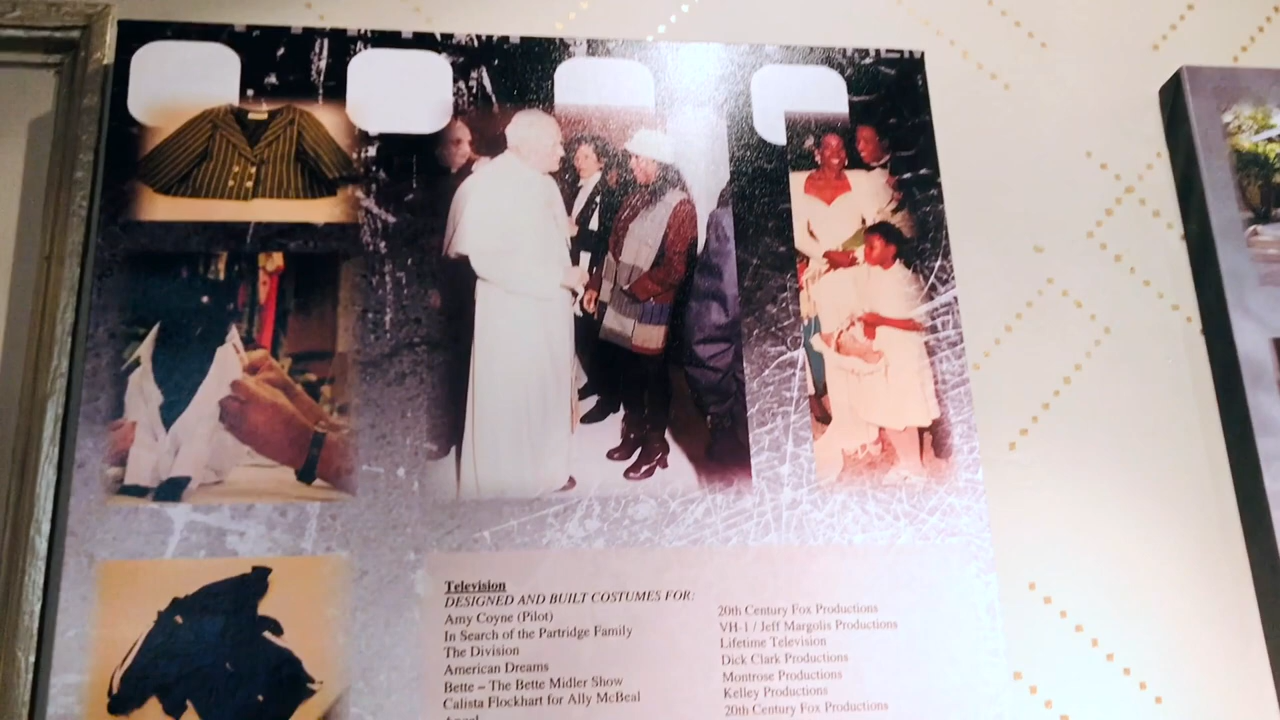 Television
DESIGNED AND BUILT COSTUMES FOR:
Amy Coyne (Pilot) 20th Century Fox Productions
In Search of the Partridge Family VH-1 / Jeff Margolis Productions
The Division Lifetime Television
American Dreams Dick Clark Productions
Bette – The Bette Midler Show Montrose Productions
Calista Flockhart for Ally McBeal Kelley Productions
20th Century Fox Productions